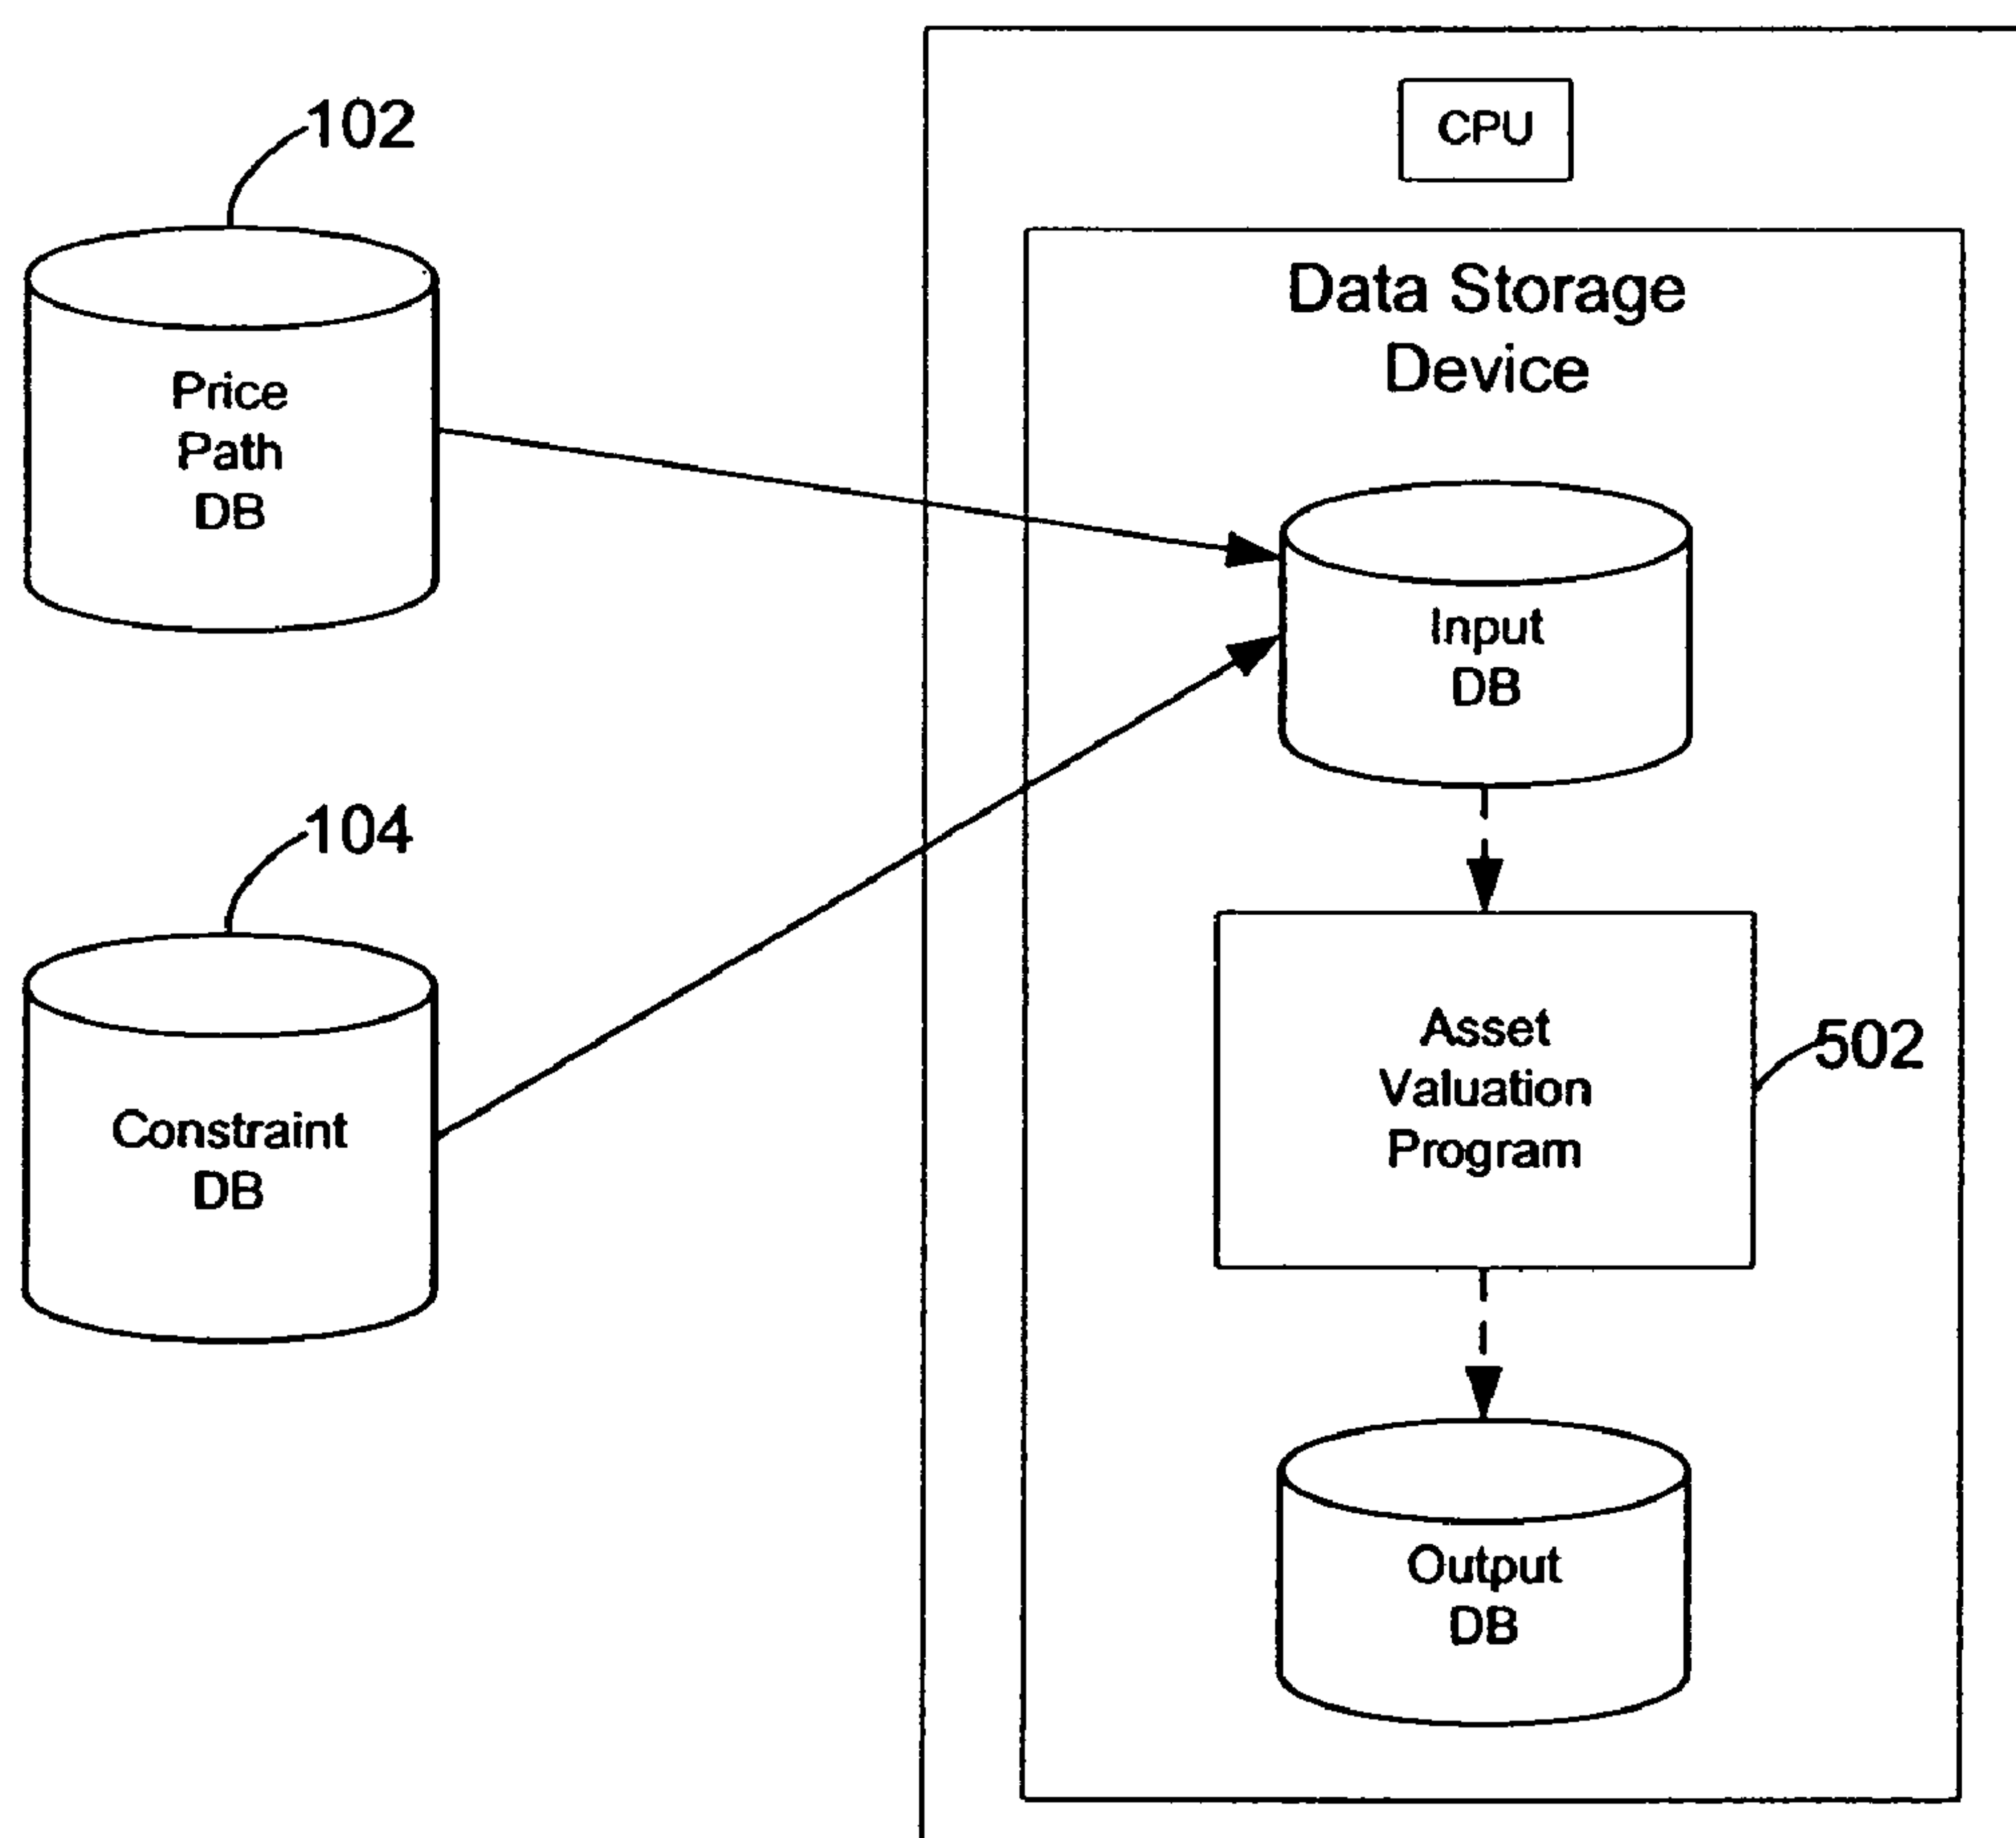 102
Price
Path
DB
104
Constraint
DB
CPU
Data Storage
Device
Input
DB
Asset
Valuation
Program
502
Output
DB